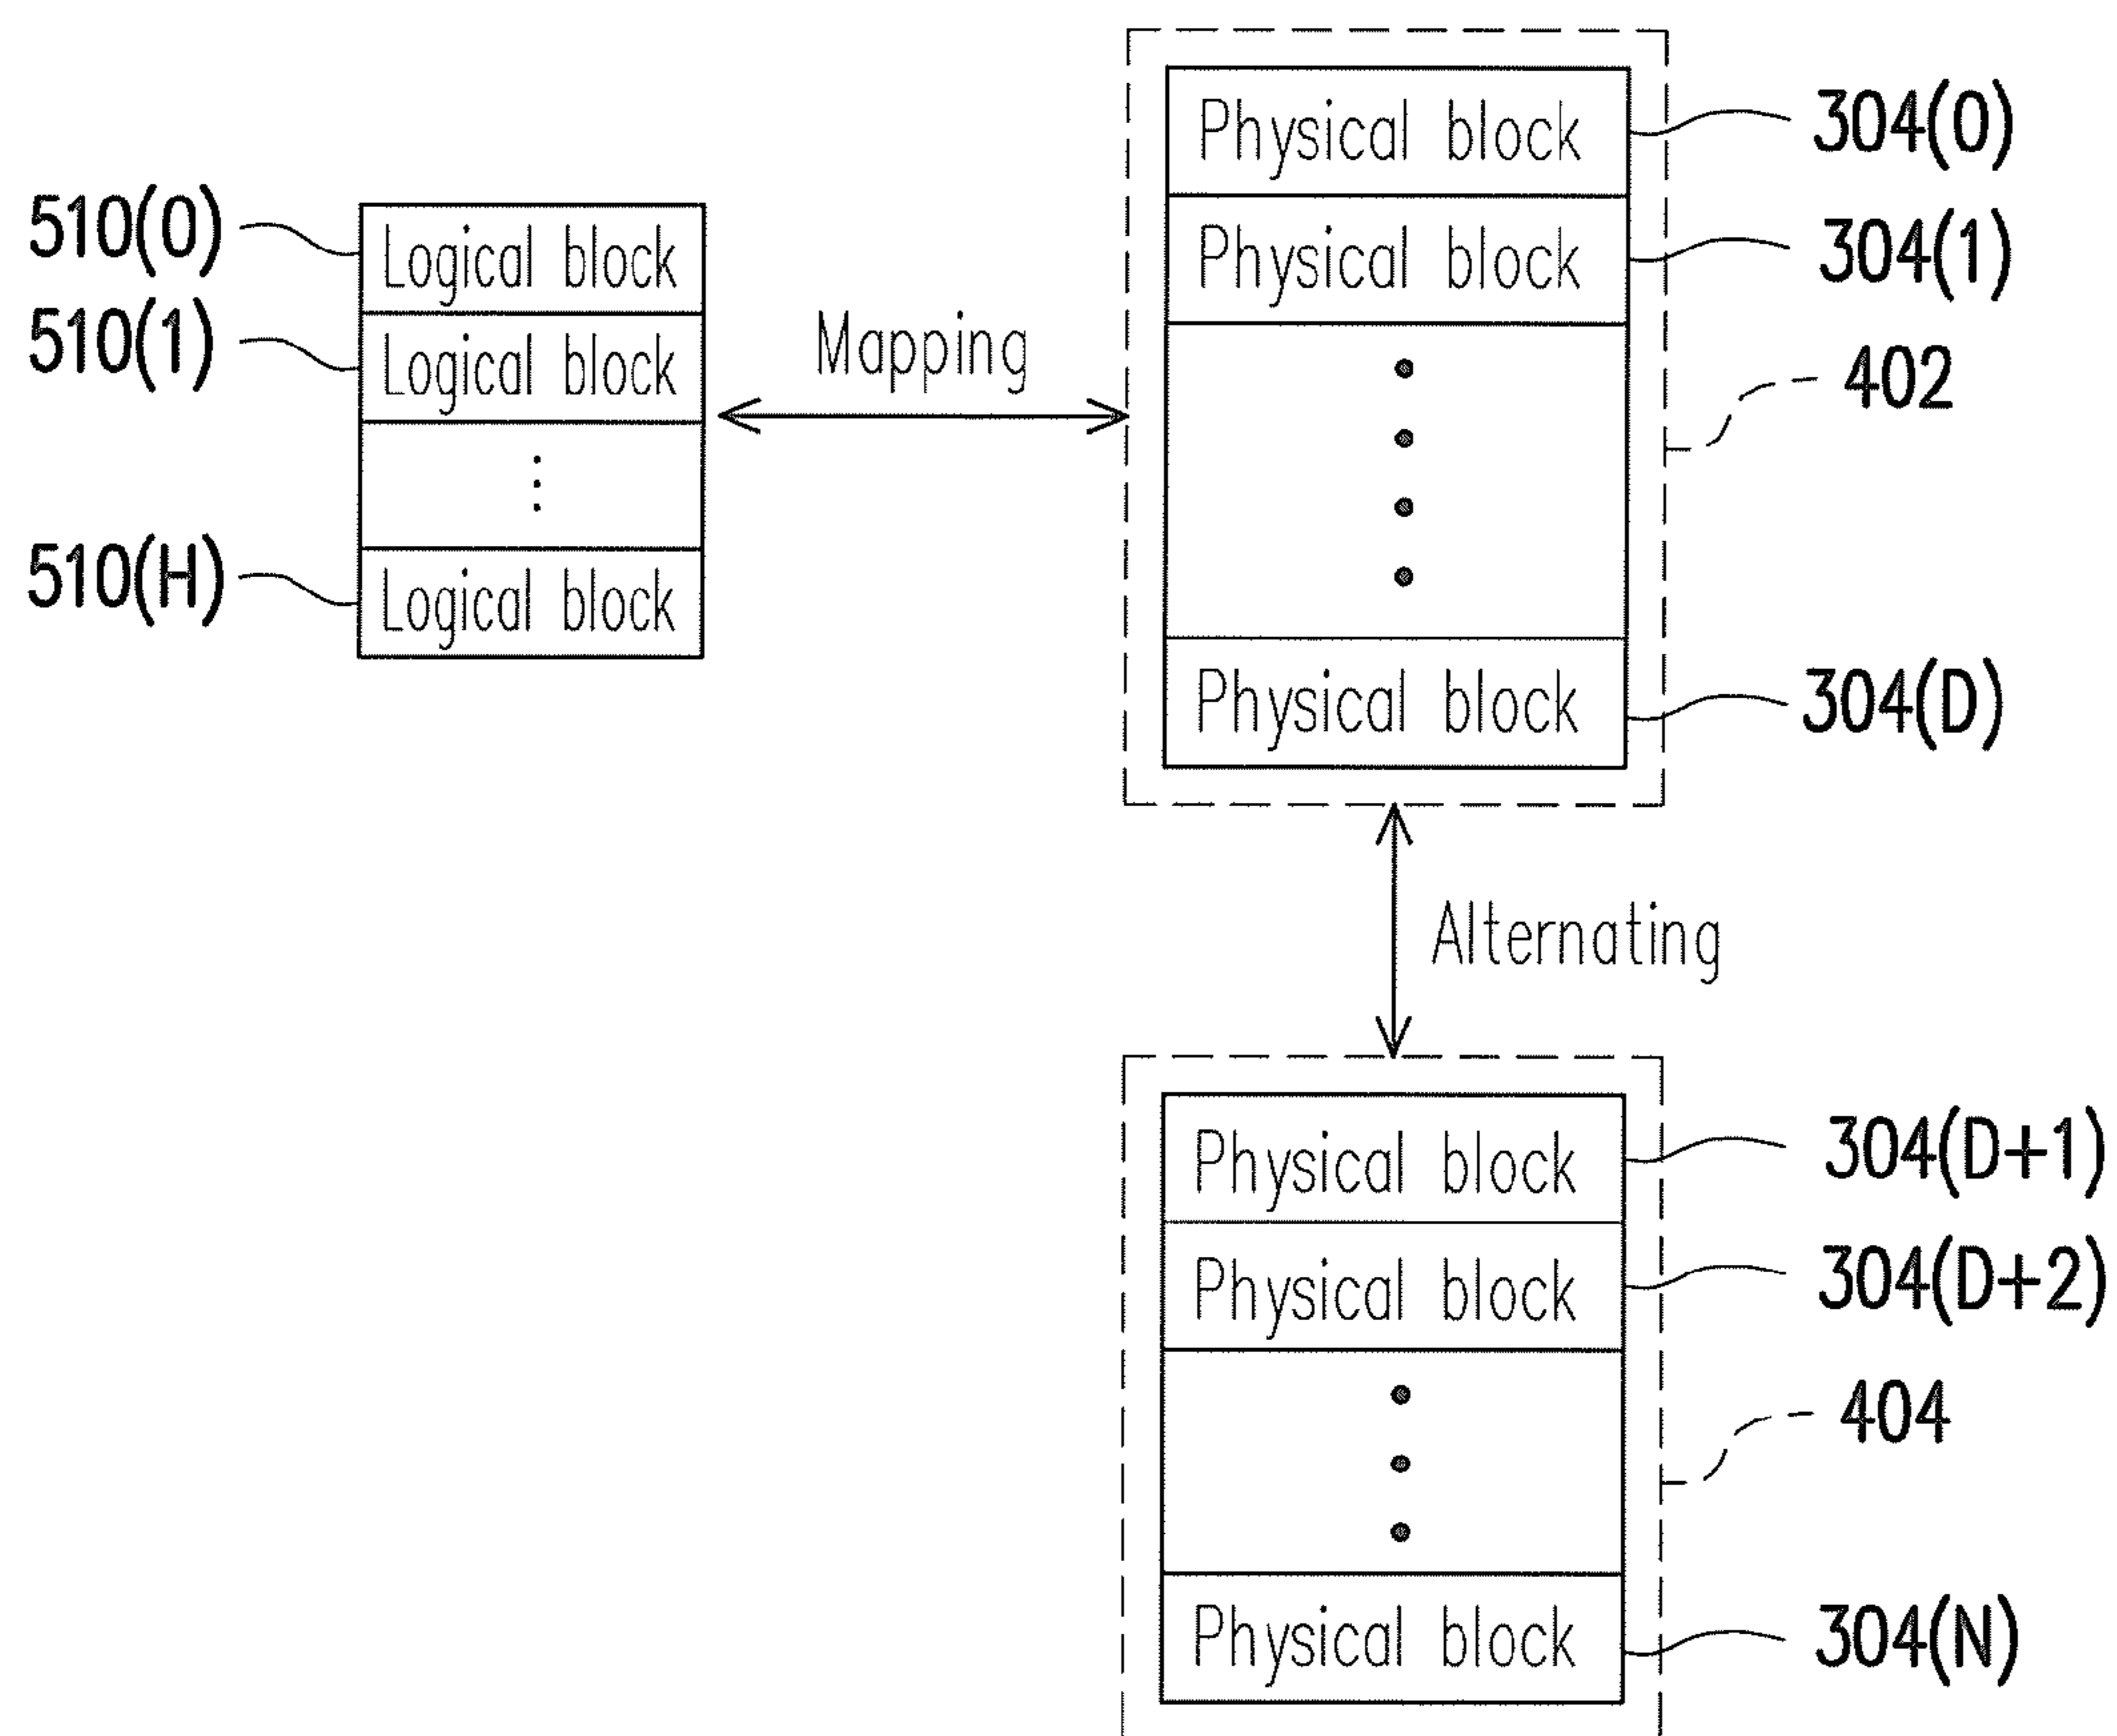 510(0)
Logical block
510(1)
Logical block
510(H)
Logical block
Mapping
Physical block
304(0)
Physical block
304(1)
402
Physical block
304(D)
Alternating
Physical block
304(D+1)
Physical block
304(D+2)
404
Physical block
304(N)